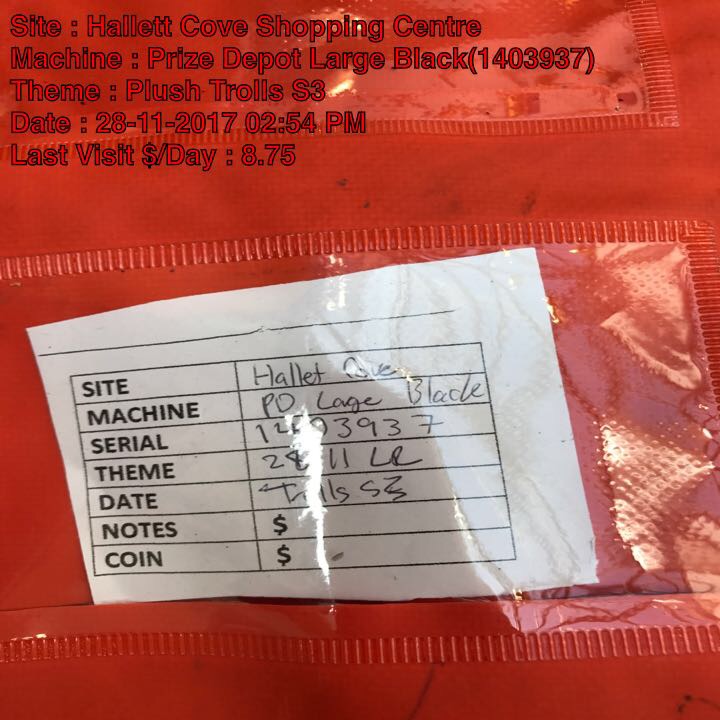 Site : Hallett Cove Shopping Centre
Machine : Prize Depot Large Black(1403937)
Theme : Plush Trolls S3
Date : 28-11-2017 02:54 PM
Last Visit $/Day : 8.75
SITE Hallet Cove
MACHINE PD Lage Black
SERIAL 1403937
THEME 28 11 LR
DATE Trolls S3
NOTES $
COIN $